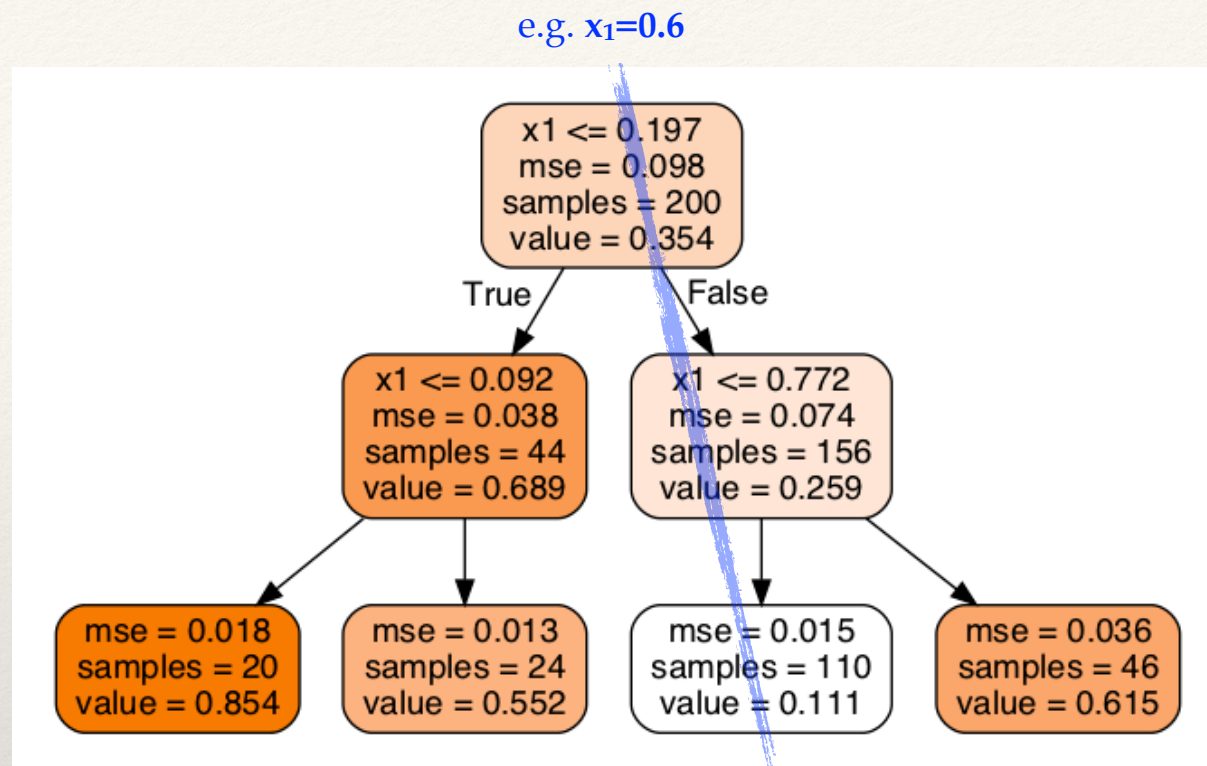 e.g. x₁=0.6
x1 <= 0.197
mse = 0.098
samples = 200
value = 0.354
True
False
x1 <= 0.092
mse = 0.038
samples = 44
value = 0.689
x1 <= 0.772
mse = 0.074
samples = 156
value = 0.259
mse = 0.018
samples = 20
value = 0.854
mse = 0.013
samples = 24
value = 0.552
mse = 0.015
samples = 110
value = 0.111
mse = 0.036
samples = 46
value = 0.615